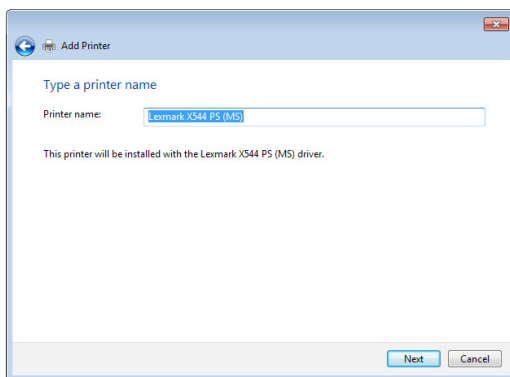 Add Printer
Type a printer name
Printer name: Lexmark X544 PS (MS)
This printer will be installed with the Lexmark X544 PS (MS) driver.
Next Cancel